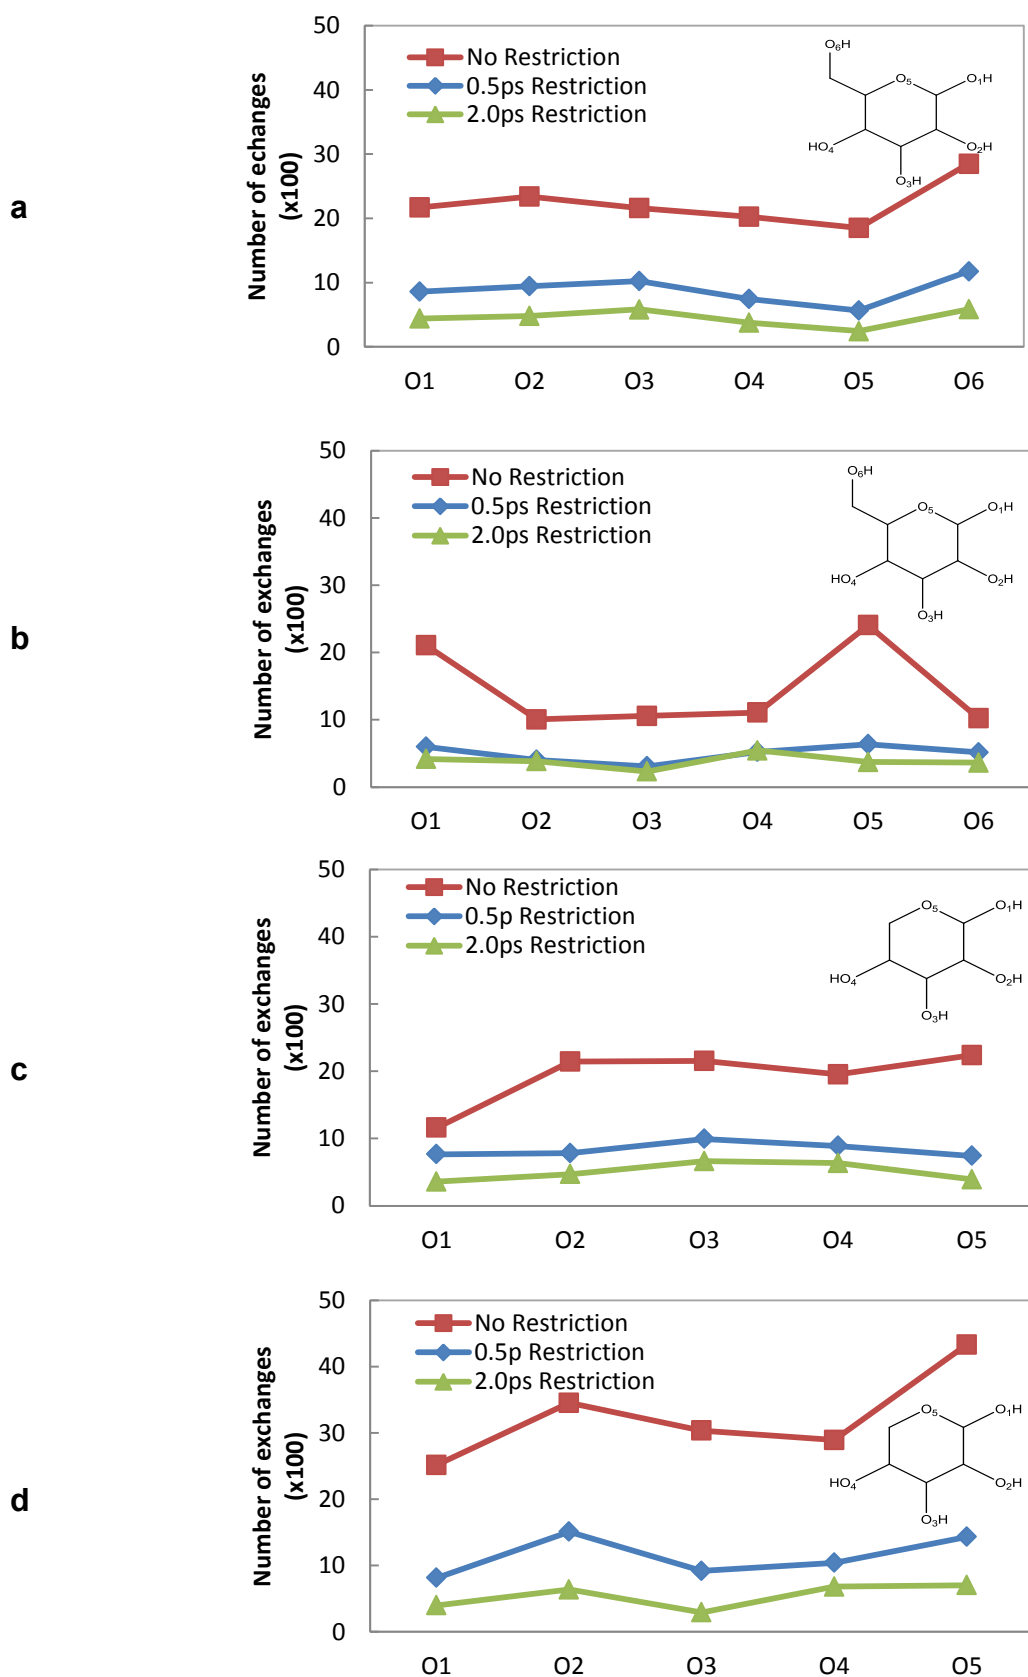 a
Number of echanges
(x100)
50
40
30
20
10
0
No Restriction
0.5ps Restriction
2.0ps Restriction
O6H
O5
O1H
HO4
O2H
O3H
O1 O2 O3 O4 O5 O6
b
Number of exchanges
(x100)
50
40
30
20
10
0
No Restriction
0.5ps Restriction
2.0ps Restriction
O6H
O5
O1H
HO4
O2H
O3H
O1 O2 O3 O4 O5 O6
c
Number of exchanges
(x100)
50
40
30
20
10
0
No Restriction
0.5p Restriction
2.0ps Restriction
O5
O1H
HO4
O2H
O3H
O1 O2 O3 O4 O5
d
Number of exchanges
(x100)
50
40
30
20
10
0
No Restriction
0.5p Restriction
2.0ps Restriction
O5
O1H
HO4
O2H
O3H
O1 O2 O3 O4 O5